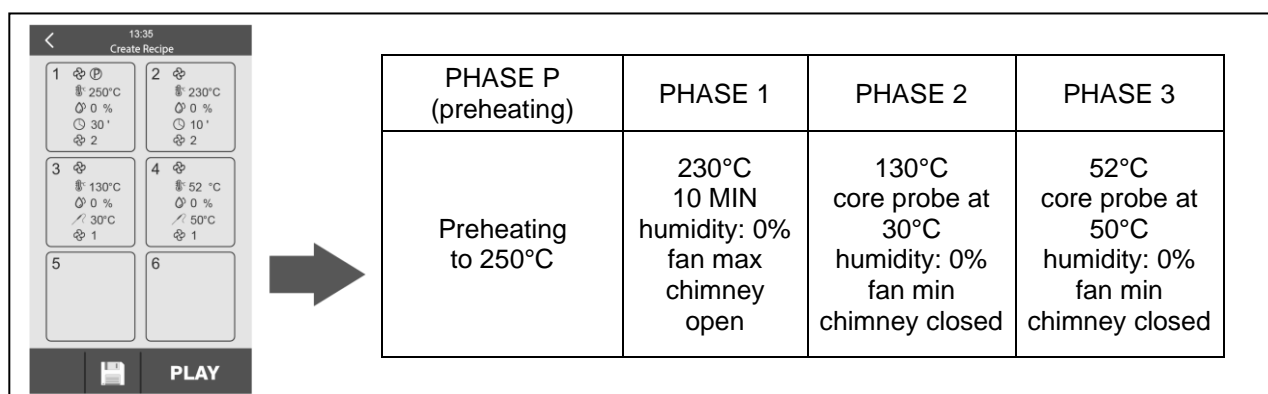 13:35
Create Recipe
1 P
250°C
0 %
30 '
2
2
230°C
0 %
10 '
2
3
130°C
0 %
30°C
1
4
52 °C
0 %
50°C
1
5
6
PLAY
PHASE P
(preheating)
PHASE 1
PHASE 2
PHASE 3
Preheating
to 250°C
230°C
10 MIN
humidity: 0%
fan max
chimney
open
130°C
core probe at
30°C
humidity: 0%
fan min
chimney closed
52°C
core probe at
50°C
humidity: 0%
fan min
chimney closed